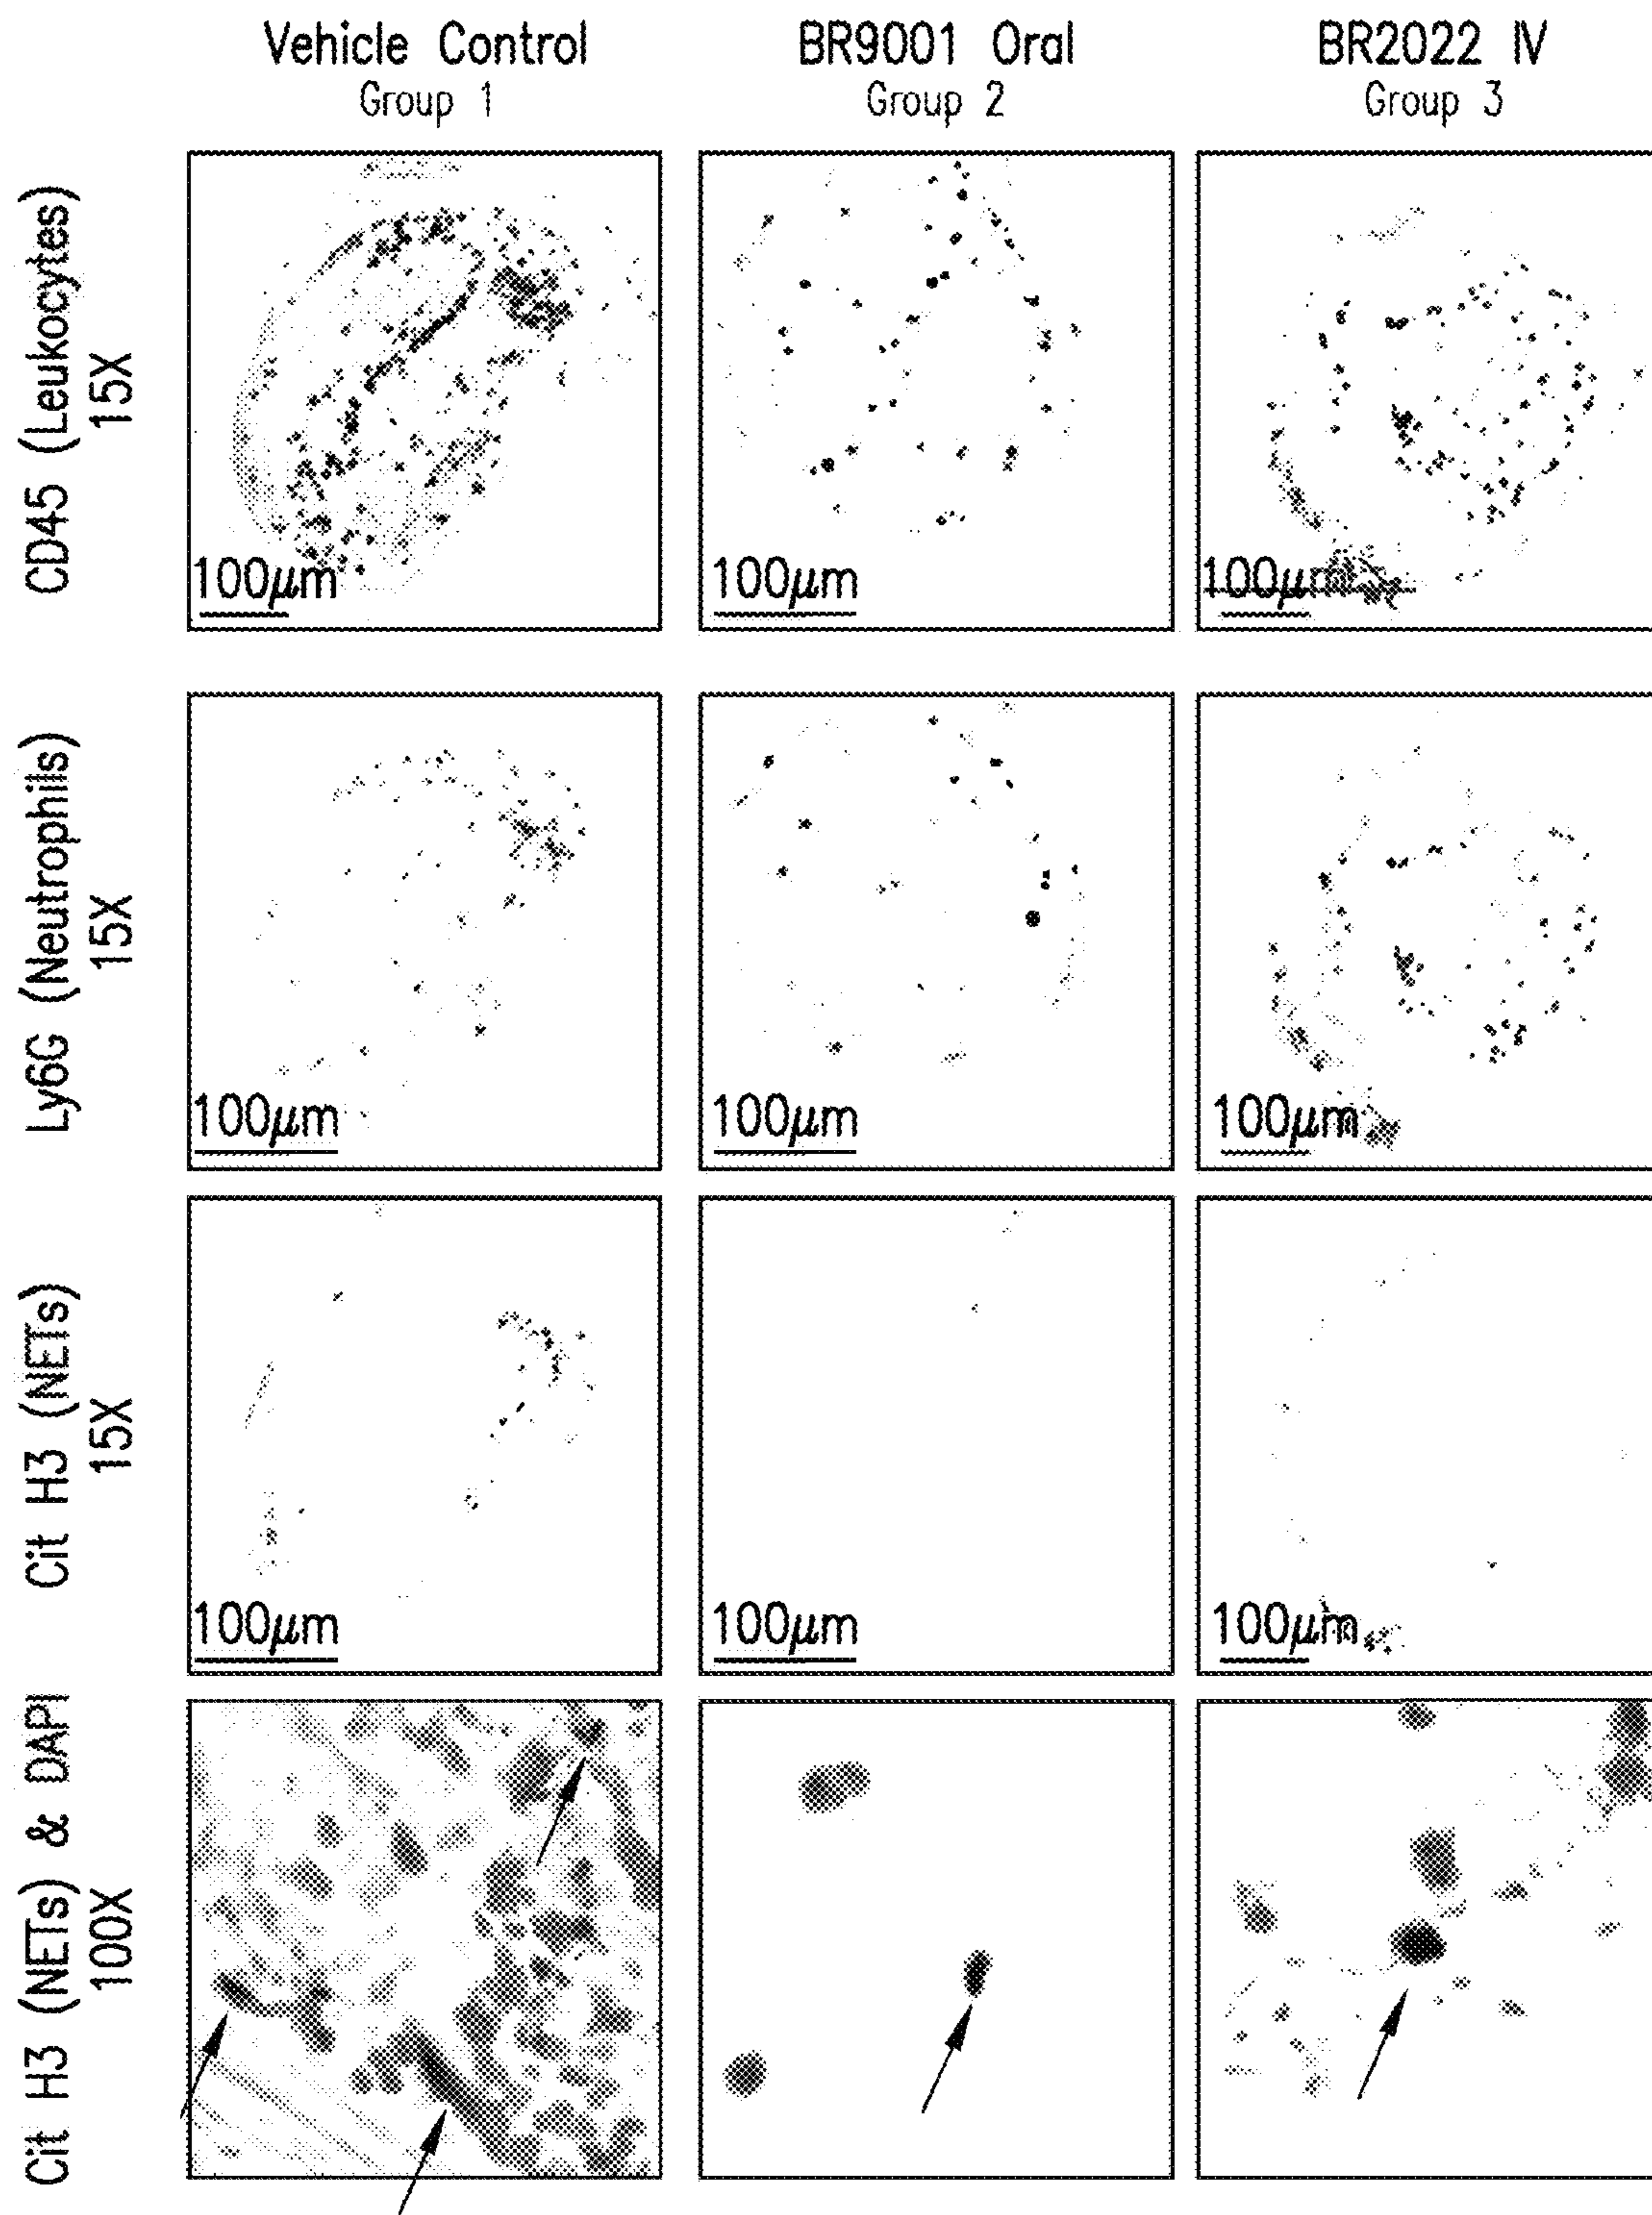 Vehicle Control
Group 1
BR9001 Oral
Group 2
BR2022 IV
Group 3
CD45 (Leukocytes)
15X
100μm
100μm
100μm
Ly6G (Neutrophils)
15X
100μm
100μm
100μm
Cit H3 (NETs)
15X
100μm
100μm
100μm
Cit H3 (NETs) & DAPI
100X